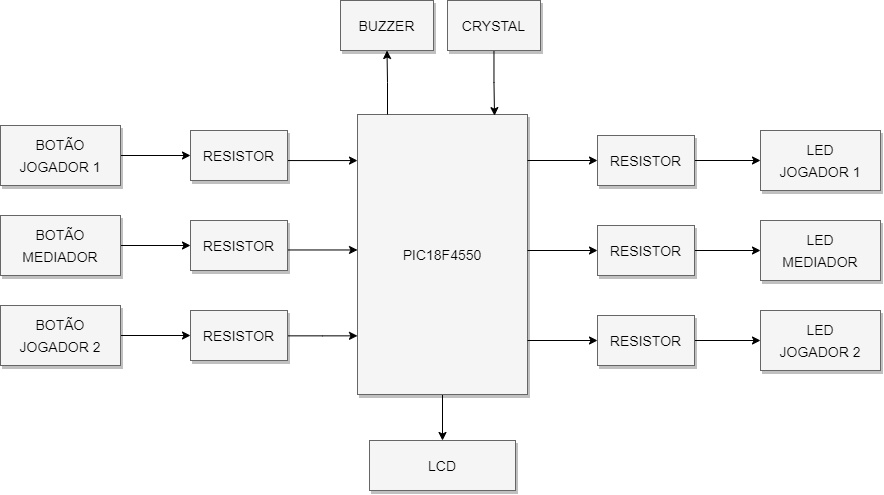 BUZZER
CRYSTAL
BOTÃO
JOGADOR 1
RESISTOR
RESISTOR
LED
JOGADOR 1
BOTÃO
MEDIADOR
RESISTOR
PIC18F4550
RESISTOR
LED
MEDIADOR
BOTÃO
JOGADOR 2
RESISTOR
RESISTOR
LED
JOGADOR 2
LCD